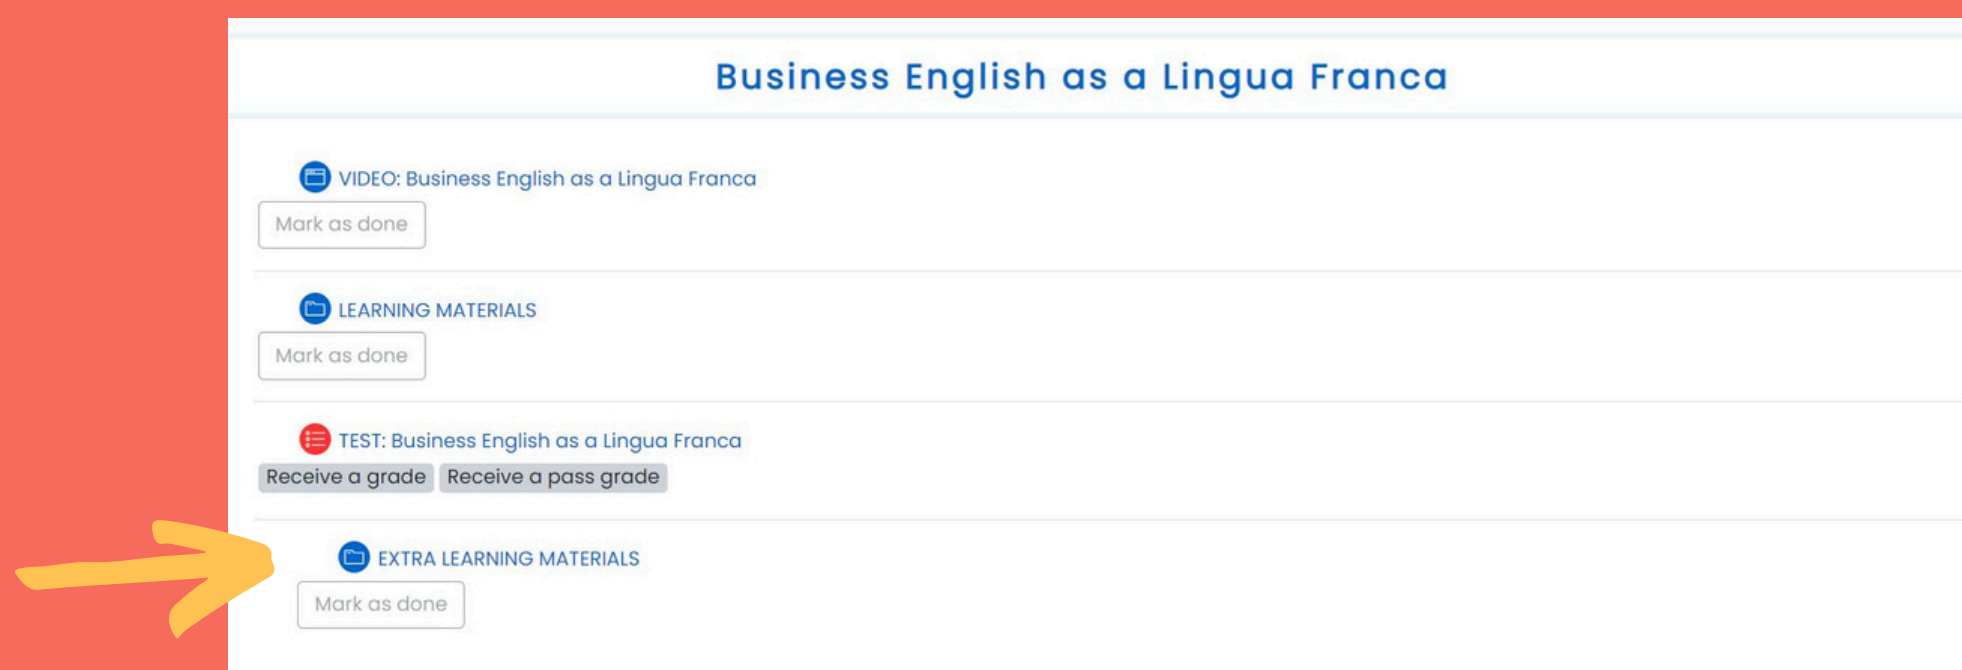 Business English as a Lingua Franca
VIDEO: Business English as a Lingua Franca
Mark as done
LEARNING MATERIALS
Mark as done
TEST: Business English as a Lingua Franca
Receive a grade Receive a pass grade
EXTRA LEARNING MATERIALS
Mark as done